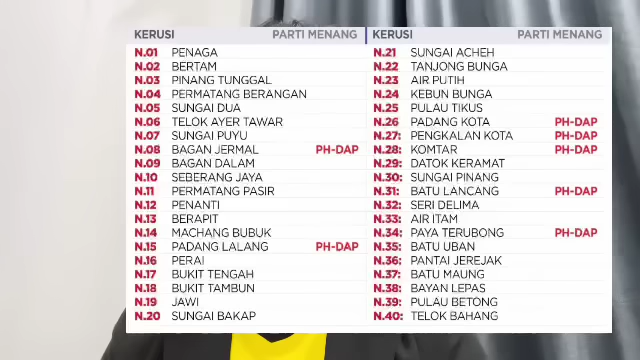 KERUSI PARTI MENANG
N.01 PENAGA
N.02 BERTAM
N.03 PINANG TUNGGAL
N.04 PERMATANG BERANGAN
N.05 SUNGAI DUA
N.06 TELOK AYER TAWAR
N.07 SUNGAI PUYU
N.08 BAGAN JERMAL PH-DAP
N.09 BAGAN DALAM
N.10 SEBERANG JAYA
N.11 PERMATANG PASIR
N.12 PENANTI
N.13 BERAPIT
N.14 MACHANG BUBUK
N.15 PADANG LALANG PH-DAP
N.16 PERAI
N.17 BUKIT TENGAH
N.18 BUKIT TAMBUN
N.19 JAWI
N.20 SUNGAI BAKAP
KERUSI PARTI MENANG
N.21 SUNGAI ACHEH
N.22 TANJONG BUNGA
N.23 AIR PUTIH
N.24 KEBUN BUNGA
N.25 PULAU TIKUS
N.26 PADANG KOTA PH-DAP
N.27: PENGKALAN KOTA PH-DAP
N.28: KOMTAR PH-DAP
N.29: DATOK KERAMAT
N.30: SUNGAI PINANG
N.31: BATU LANCANG PH-DAP
N.32: SERI DELIMA
N.33: AIR ITAM
N.34: PAYA TERUBONG PH-DAP
N.35: BATU UBAN
N.36: PANTAI JEREJAK
N.37: BATU MAUNG
N.38: BAYAN LEPAS
N.39: PULAU BETONG
N.40: TELOK BAHANG